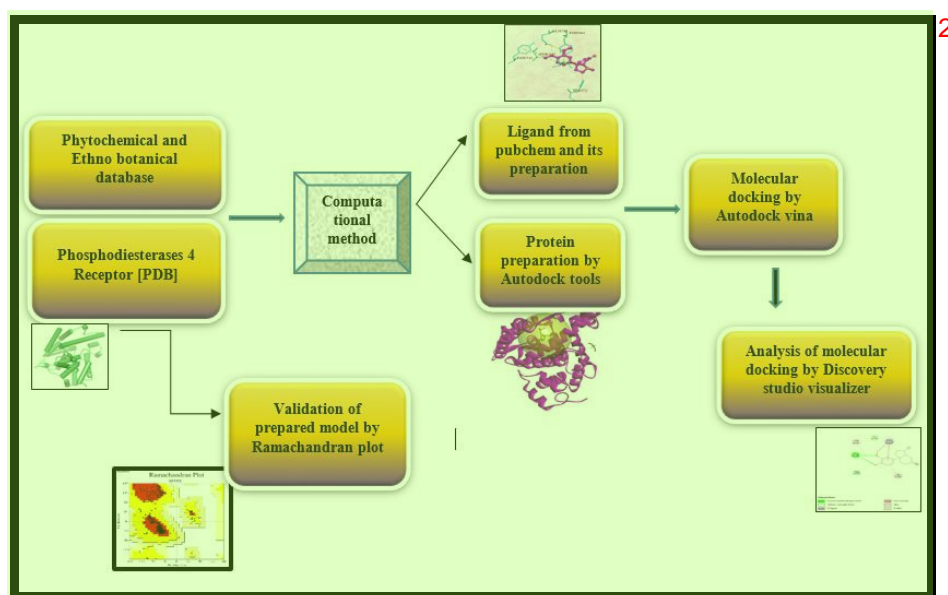 2
Phytochemical and
Ethno botanical
database
Phosphodiesterases 4
Receptor [PDB]
Computa
tional
method
Ligand from
pubchem and its
preparation
Protein
preparation by
Autodock tools
Molecular
docking by
Autodock vina
Analysis of molecular
docking by Discovery
studio visualizer
Validation of
prepared model by
Ramachandran plot
Ramachandran Plot